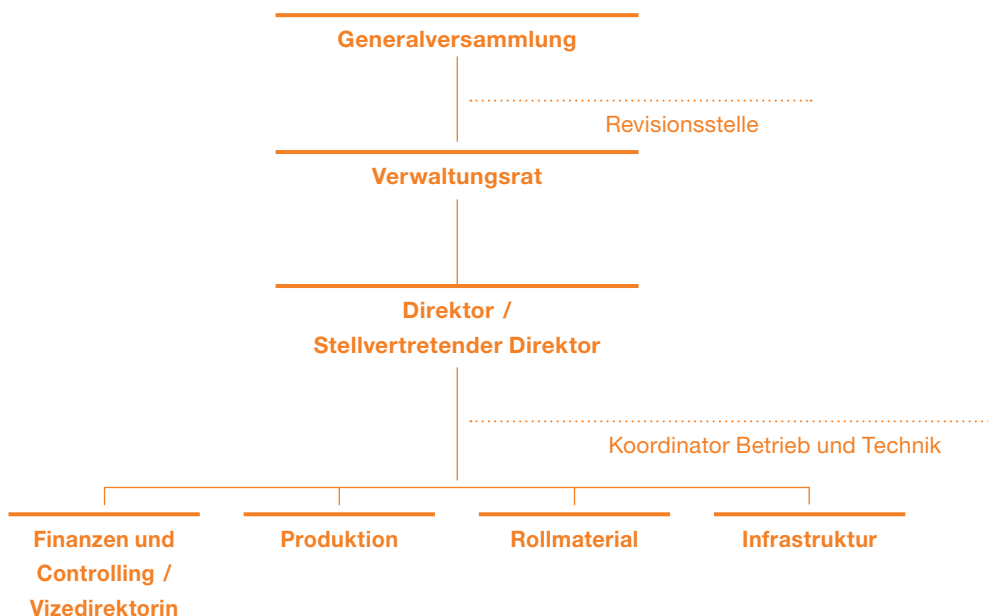 Generalversammlung
Revisionsstelle
Verwaltungsrat
Direktor /
Stellvertretender Direktor
Koordinator Betrieb und Technik
Finanzen und
Controlling /
Vizedirektorin
Produktion
Rollmaterial
Infrastruktur